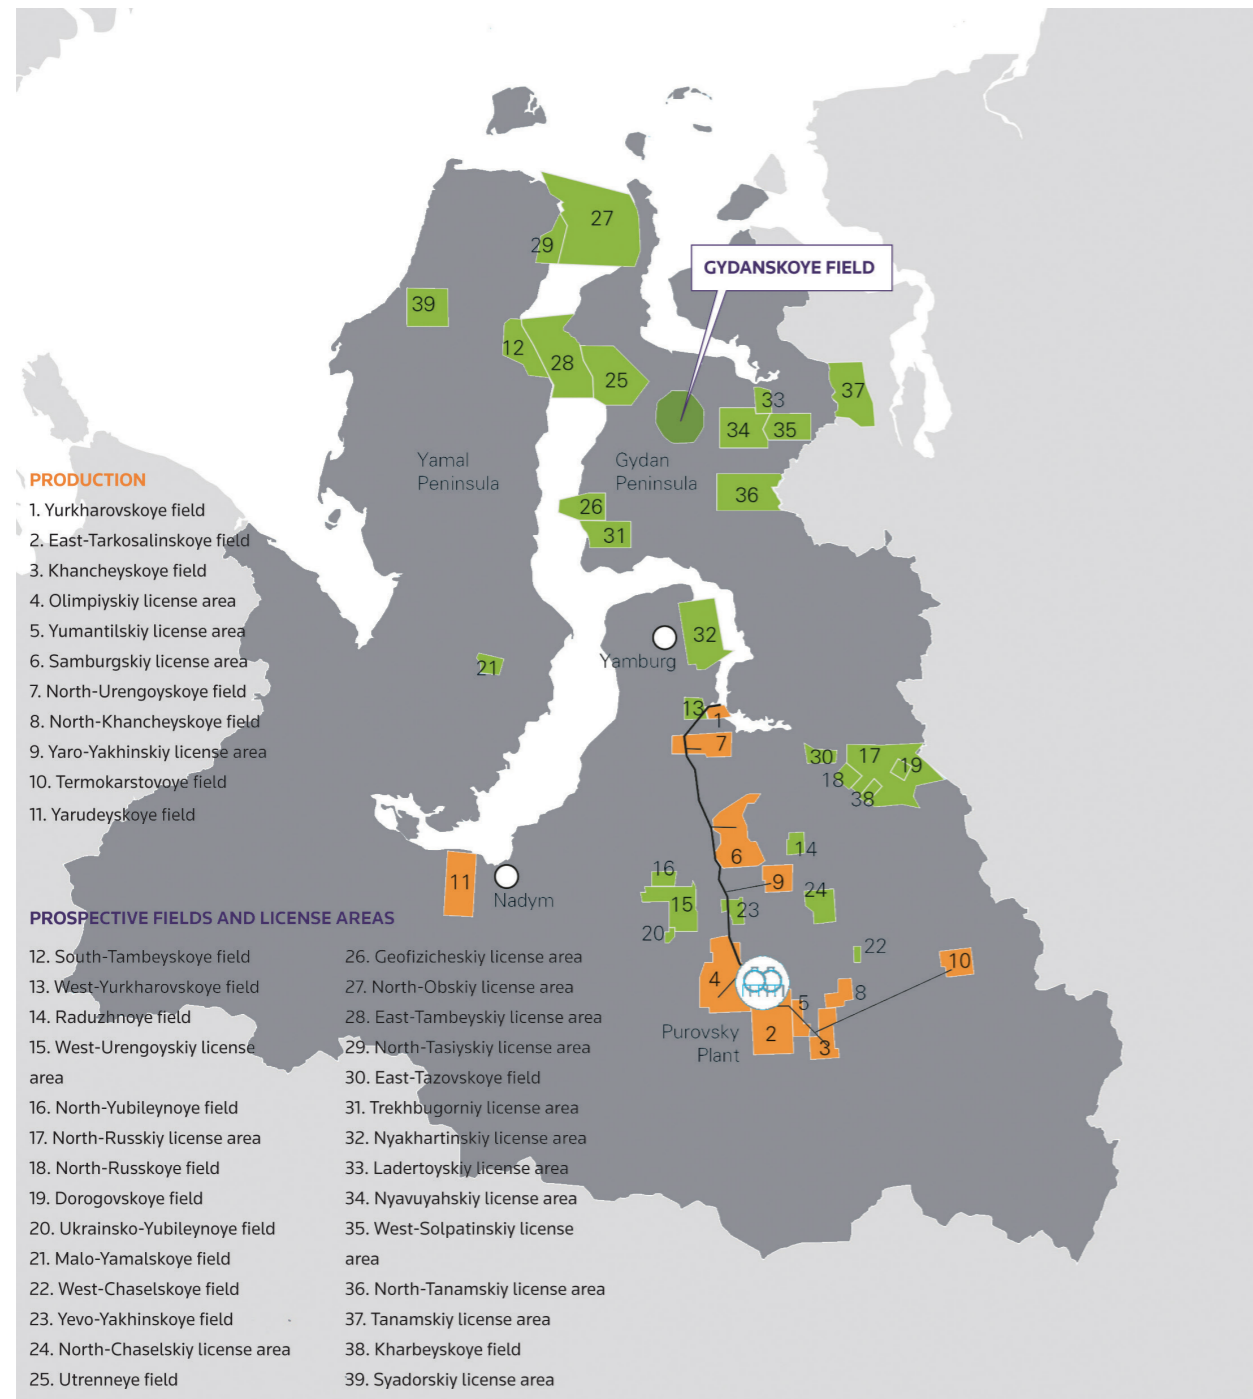 27
29
GYDANSKOYE FIELD
39
12
28
25
37
33
34
35
Yamal
Peninsula
Gydan
Peninsula
36
26
31
32
Yamburg
21
13
1
7
30
17
19
18
38
6
14
16
9
24
11
Nadym
15
23
20
22
10
4
8
5
Purovsky
Plant
2
3
PRODUCTION
1. Yurkharovskoye field
2. East-Tarkosalinskoye field
3. Khancheyskoye field
4. Olimpiyskiy license area
5. Yumantilskiy license area
6. Samburgskiy license area
7. North-Urengoyskoye field
8. North-Khancheyskoye field
9. Yaro-Yakhinskiy license area
10. Termokarstovoye field
11. Yarudeyskoye field
PROSPECTIVE FIELDS AND LICENSE AREAS
12. South-Tambeyskoye field
13. West-Yurkharovskoye field
14. Raduzhnoye field
15. West-Urengoyskiy license
area
16. North-Yubileynoye field
17. North-Russkiy license area
18. North-Russkoye field
19. Dorogovskoye field
20. Ukrainsko-Yubileynoye field
21. Malo-Yamalskoye field
22. West-Chaselskoye field
23. Yevo-Yakhinskoye field
24. North-Chaselskiy license area
25. Utrenneye field
26. Geofizicheskiy license area
27. North-Obskiy license area
28. East-Tambeyskiy license area
29. North-Tasiyskiy license area
30. East-Tazovskoye field
31. Trekhbugorniy license area
32. Nyakhartinskiy license area
33. Ladertoyskiy license area
34. Nyavuyahskiy license area
35. West-Solpatinskiy license
area
36. North-Tanamskiy license area
37. Tanamskiy license area
38. Kharbeyskoye field
39. Syadorskiy license area